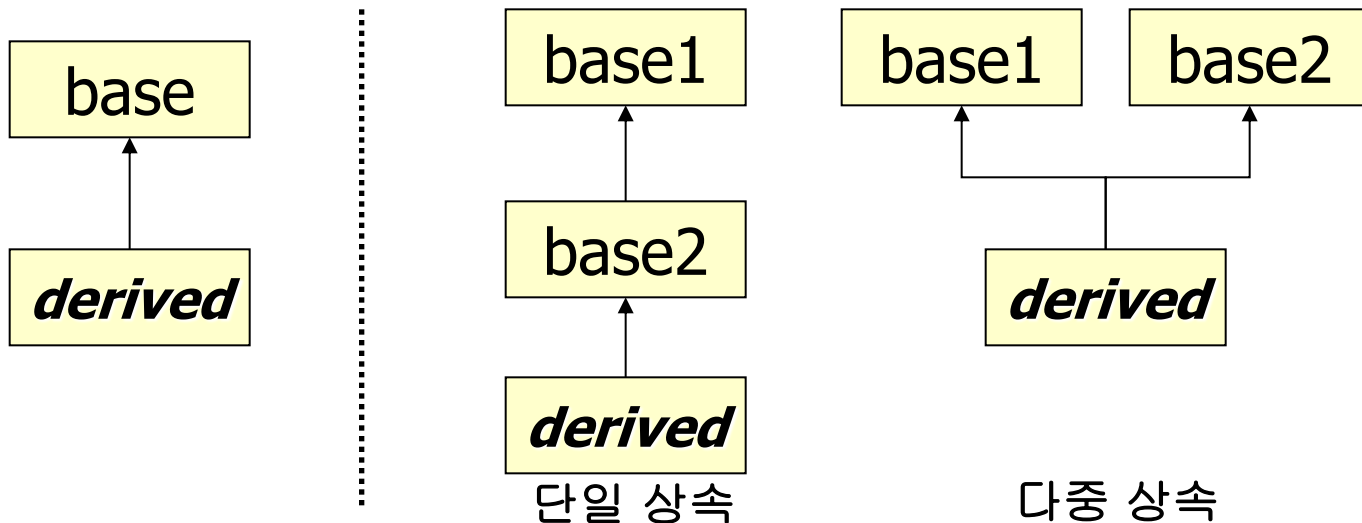 base
derived
base1
base2
derived
단일 상속
base1 base2
derived
다중 상속